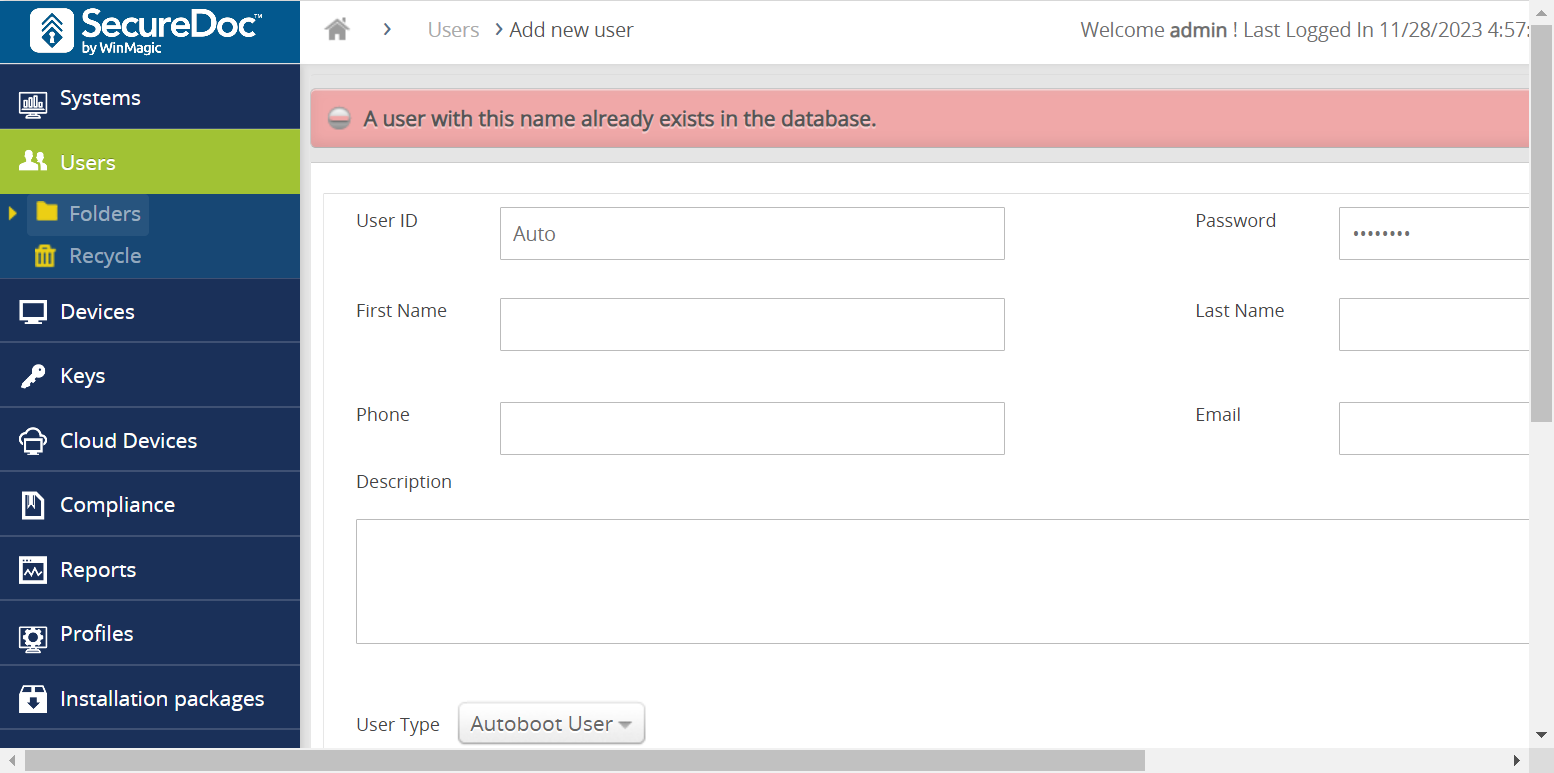 SecureDoc™
by WinMagic
Users
Add new user
Welcome admin ! Last Logged In 11/28/2023 4:57:
Systems
Users
Folders
Recycle
Devices
Keys
Cloud Devices
Compliance
Reports
Profiles
Installation packages
A user with this name already exists in the database.
User ID
Auto
Password
••••••••
First Name
Last Name
Phone
Email
Description
User Type
Autoboot User